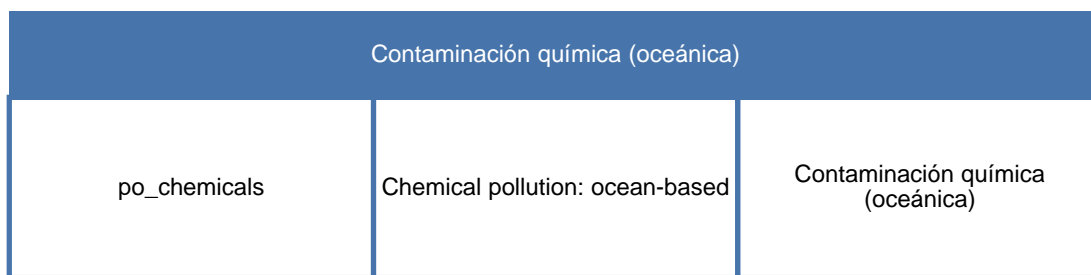 Contaminación química (oceánica)
po_chemicals
Chemical pollution: ocean-based
Contaminación química
(oceánica)